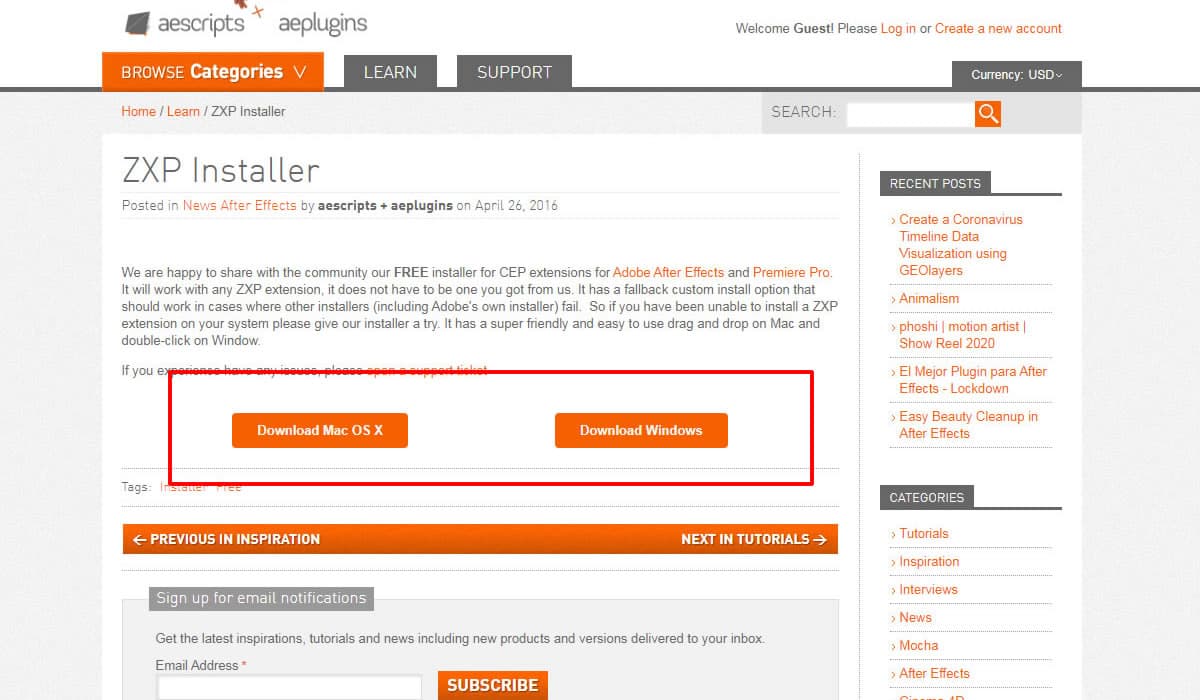 aescripts + aeplugins
Welcome Guest! Please Log in or Create a new account
BROWSE Categories
LEARN
SUPPORT
Currency: USD
Home / Learn / ZXP Installer
SEARCH:
ZXP Installer
Posted in News After Effects by aescripts + aeplugins on April 26, 2016
We are happy to share with the community our FREE installer for CEP extensions for Adobe After Effects and Premiere Pro.
It will work with any ZXP extension, it does not have to be one you got from us. It has a fallback custom install option that
should work in cases where other installers (including Adobe's own installer) fail. So if you have been unable to install a ZXP
extension on your system please give our installer a try. It has a super friendly and easy to use drag and drop on Mac and
double-click on Window.
If you experience have any issues, please open a support ticket
Download Mac OS X
Download Windows
Tags: Installer Free
← PREVIOUS IN INSPIRATION
NEXT IN TUTORIALS →
Sign up for email notifications
Get the latest inspirations, tutorials and news including new products and versions delivered to your inbox.
Email Address *
SUBSCRIBE
RECENT POSTS
› Create a Coronavirus
Timeline Data
Visualization using
GEOlayers
› Animalism
› phoshi | motion artist |
Show Reel 2020
› El Mejor Plugin para After
Effects - Lockdown
› Easy Beauty Cleanup in
After Effects
CATEGORIES
› Tutorials
› Inspiration
› Interviews
› News
› Mocha
› After Effects
› Cinema 4D